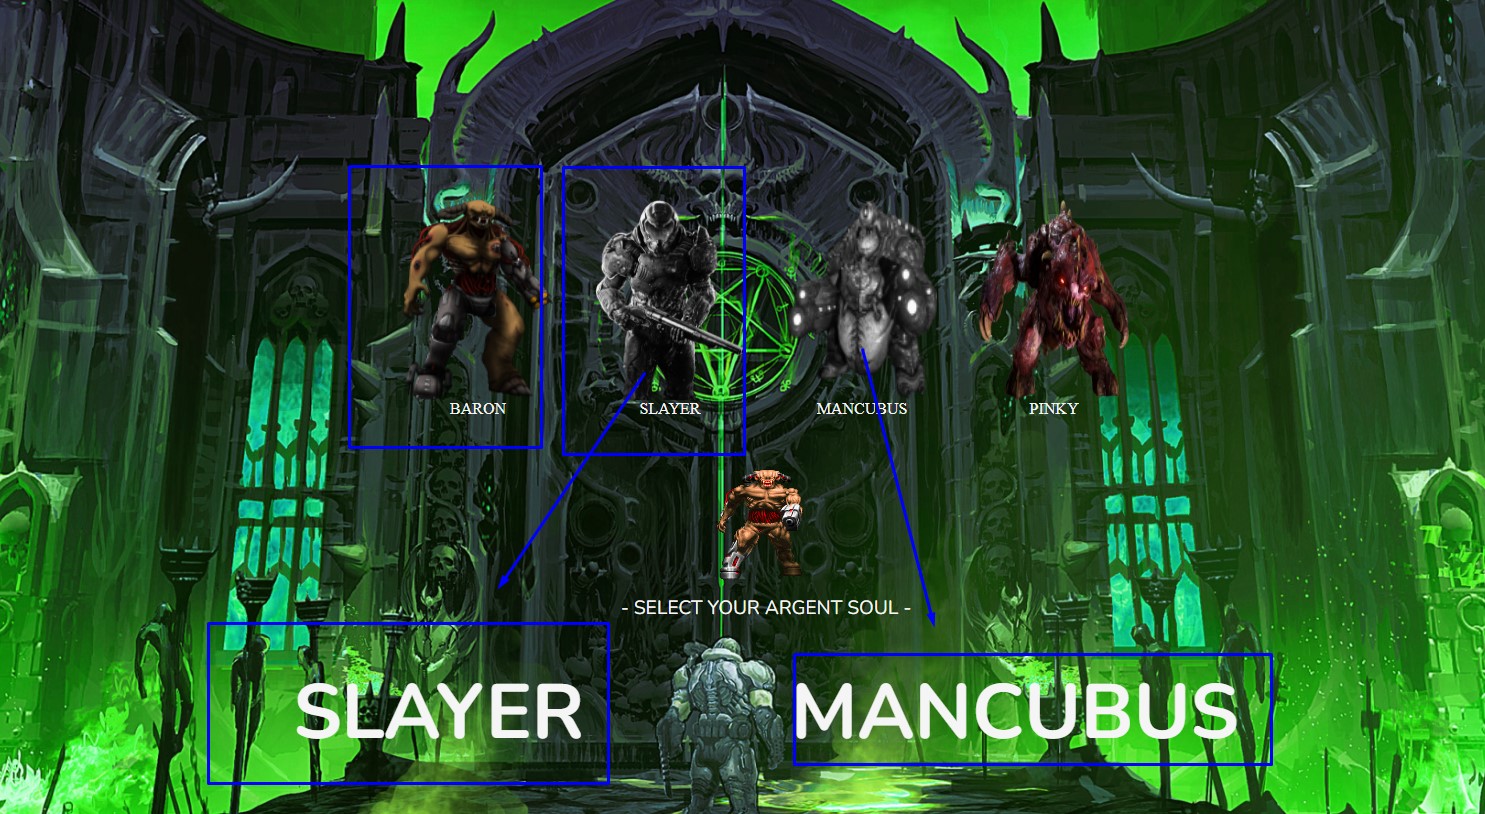 BARON
SLAYER
MANCUBUS
PINKY
- SELECT YOUR ARGENT SOUL -
SLAYER
MANCUBUS